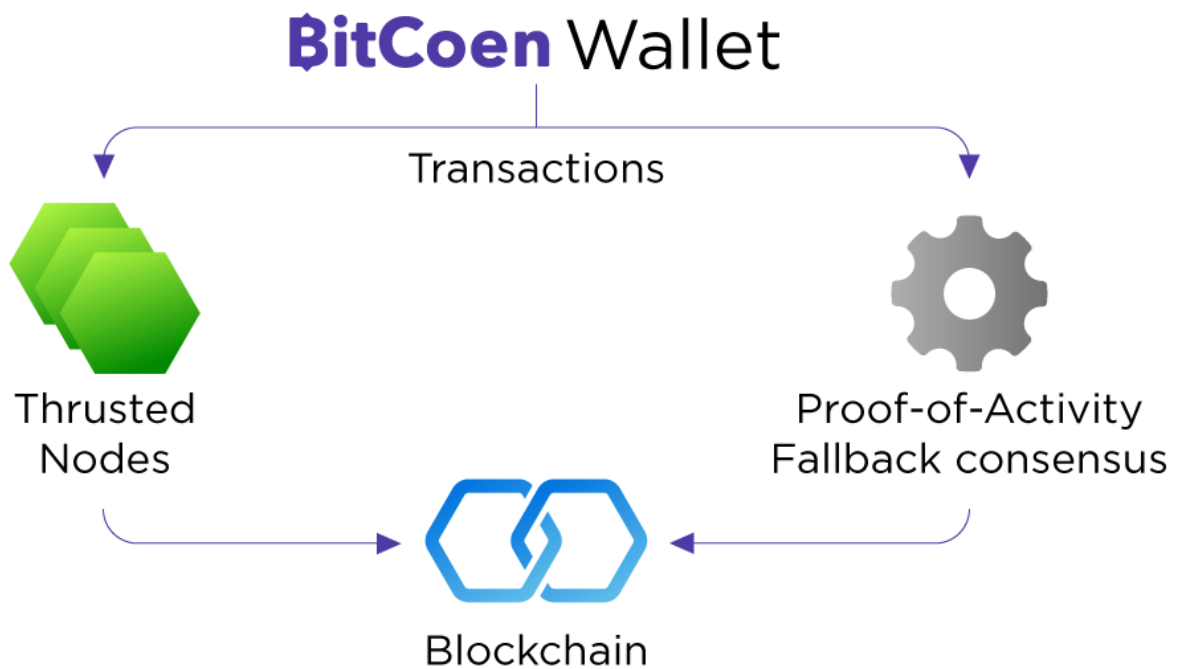 BitCoen Wallet
Transactions
Thrusted
Nodes
Proof-of-Activity
Fallback consensus
Blockchain